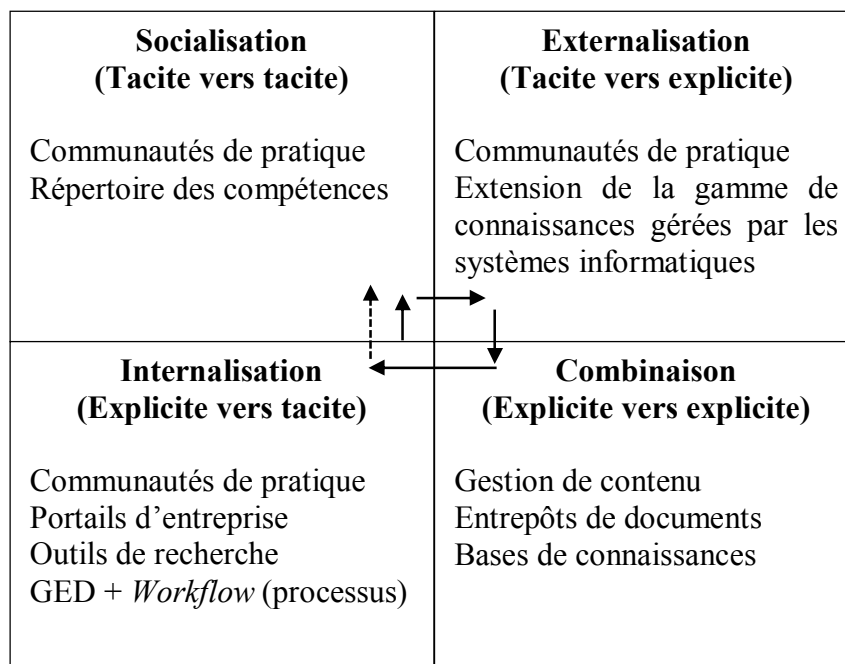 Socialisation
(Tacite vers tacite)
Communautés de pratique
Répertoire des compétences
Externalisation
(Tacite vers explicite)
Communautés de pratique
Extension de la gamme de
connaissances gérées par les
systèmes informatiques
Internalisation
(Explicite vers tacite)
Communautés de pratique
Portails d’entreprise
Outils de recherche
GED + Workflow (processus)
Combinaison
(Explicite vers explicite)
Gestion de contenu
Entrepôts de documents
Bases de connaissances